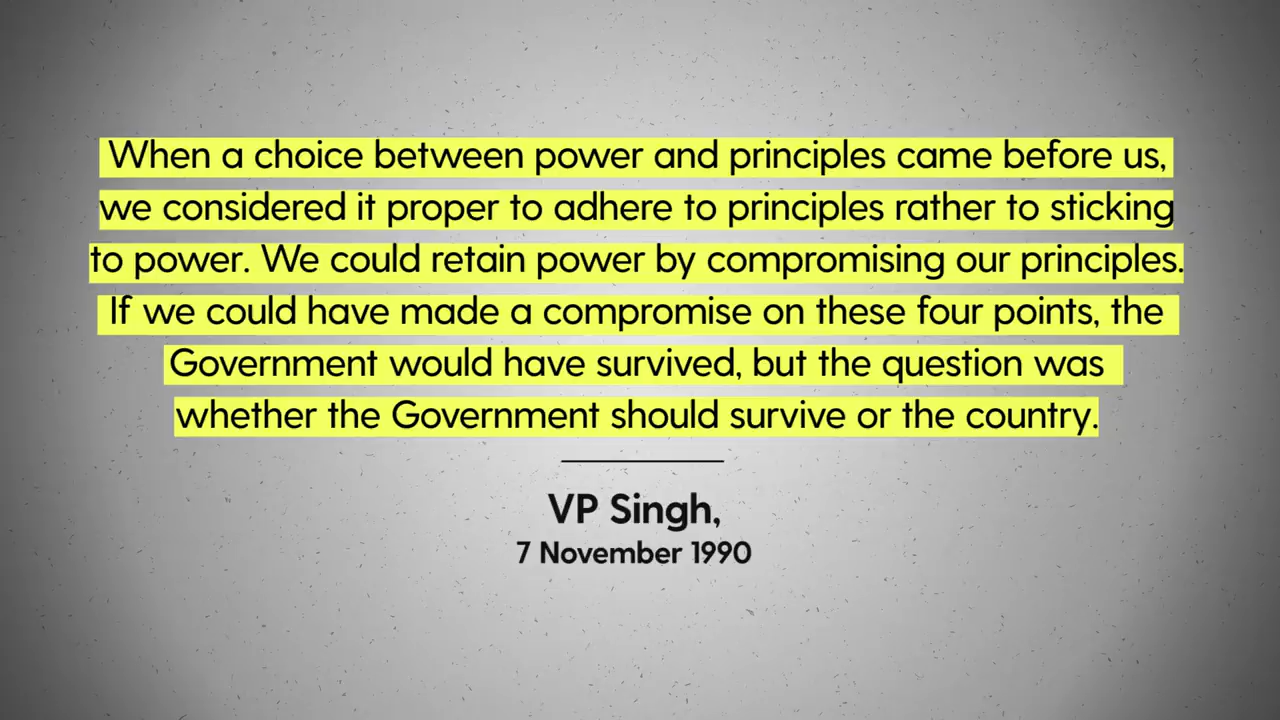 When a choice between power and principles came before us,
we considered it proper to adhere to principles rather to sticking
to power. We could retain power by compromising our principles.
If we could have made a compromise on these four points, the
Government would have survived, but the question was
whether the Government should survive or the country.
VP Singh,
7 November 1990